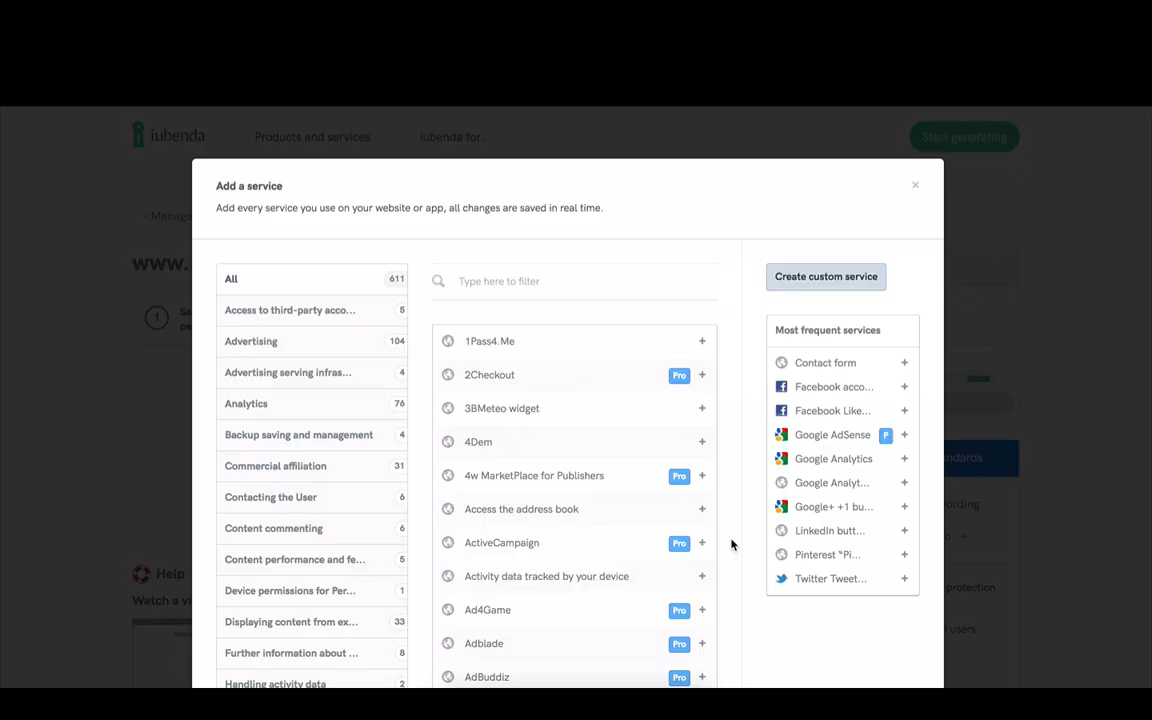 iubenda
Products and services
iubenda for...
Start generating
‹ Manage
www.
1
Add a service
×
Add every service you use on your website or app, all changes are saved in real time.
All 611
Access to third-party acco... 5
Advertising 104
Advertising serving infras... 4
Analytics 76
Backup saving and management 4
Commercial affiliation 31
Contacting the User 6
Content commenting 6
Content performance and fe... 5
Device permissions for Per... 1
Displaying content from ex... 33
Further information about ... 8
Handling activity data 2
Type here to filter
1Pass4.Me +
2Checkout Pro +
3BMeteo widget +
4Dem +
4w MarketPlace for Publishers Pro +
Access the address book +
ActiveCampaign Pro +
Activity data tracked by your device +
Ad4Game Pro +
Adblade Pro +
AdBuddiz Pro +
Create custom service
Most frequent services
Contact form +
Facebook acco... +
Facebook Like... +
Google AdSense P +
Google Analytics +
Google Analyt... +
Google+ +1 bu... +
LinkedIn butt... +
Pinterest “Pi... +
Twitter Tweet... +
Help